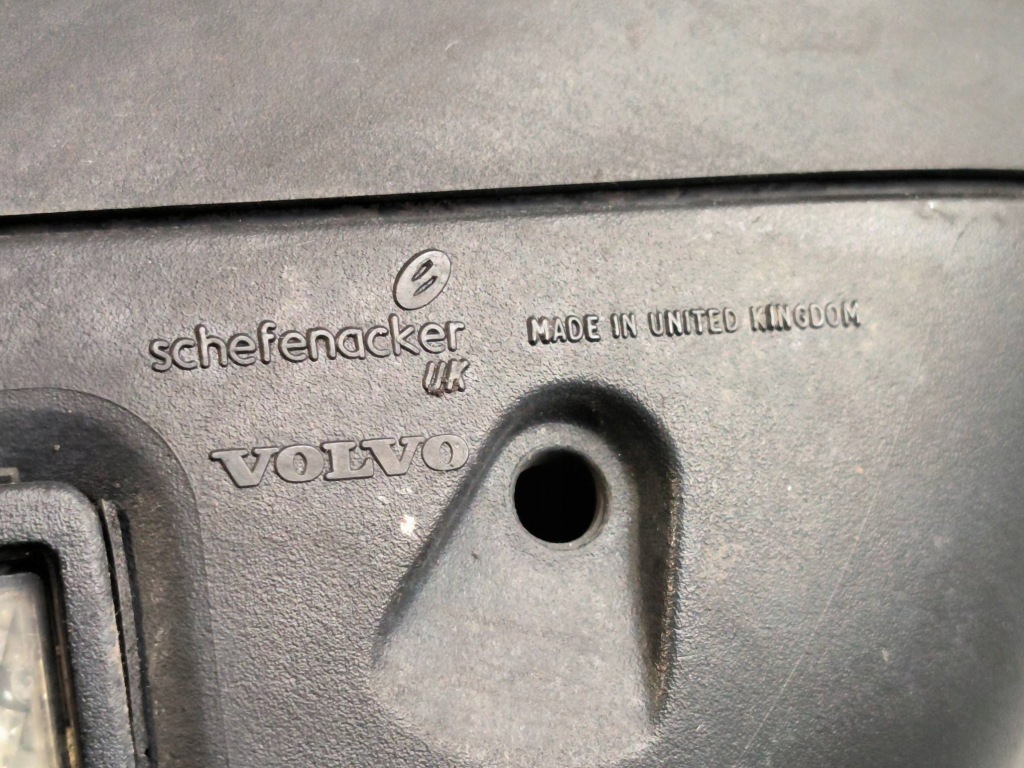 schefenacker
UK
MADE IN UNITED KINGDOM
VOLVO